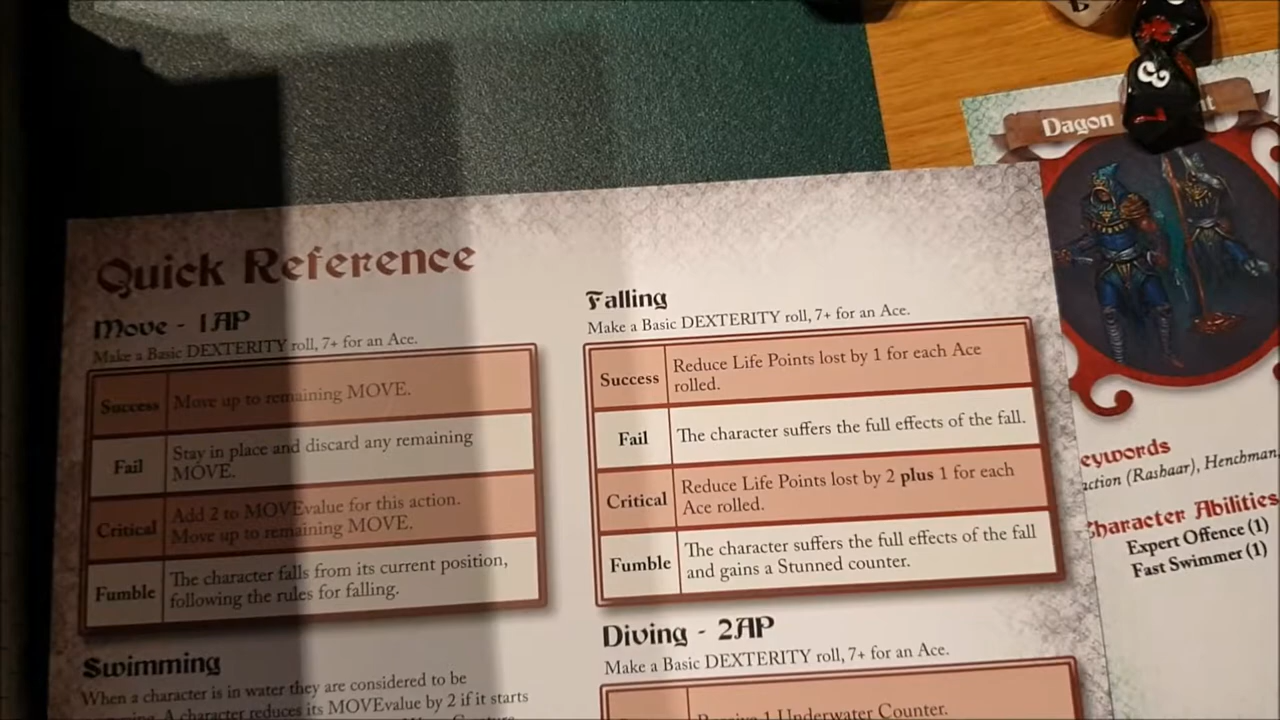 Quick Reference
Move - 1AP
Make a Basic DEXTERITY roll, 7+ for an Ace.
Success
Move up to remaining MOVE.
Fail
Stay in place and discard any remaining
MOVE.
Critical
Add 2 to MOVEvalue for this action.
Move up to remaining MOVE.
Fumble
The character falls from its current position,
following the rules for falling.
Swimming
When a character is in water they are considered to be
A character reduces its MOVEvalue by 2 if it starts
Falling
Make a Basic DEXTERITY roll, 7+ for an Ace.
Success
Reduce Life Points lost by 1 for each Ace
rolled.
Fail
The character suffers the full effects of the fall.
Critical
Reduce Life Points lost by 2 plus 1 for each
Ace rolled.
Fumble
The character suffers the full effects of the fall
and gains a Stunned counter.
Diving - 2AP
Make a Basic DEXTERITY roll, 7+ for an Ace.
1 Underwater Counter.
Dagon
eywords
action (Rashaar), Henchman,
Character Abilities
Expert Offence (1)
Fast Swimmer (1)
3